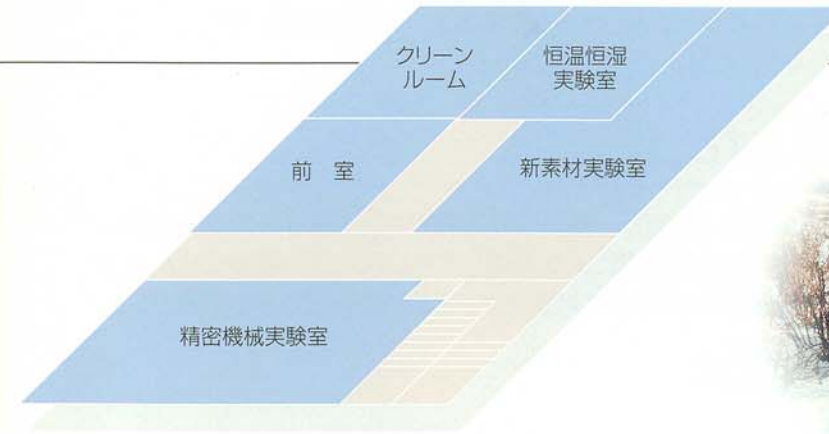 クリーン
ルーム
恒温恒湿
実験室
前 室
新素材実験室
精密機械実験室